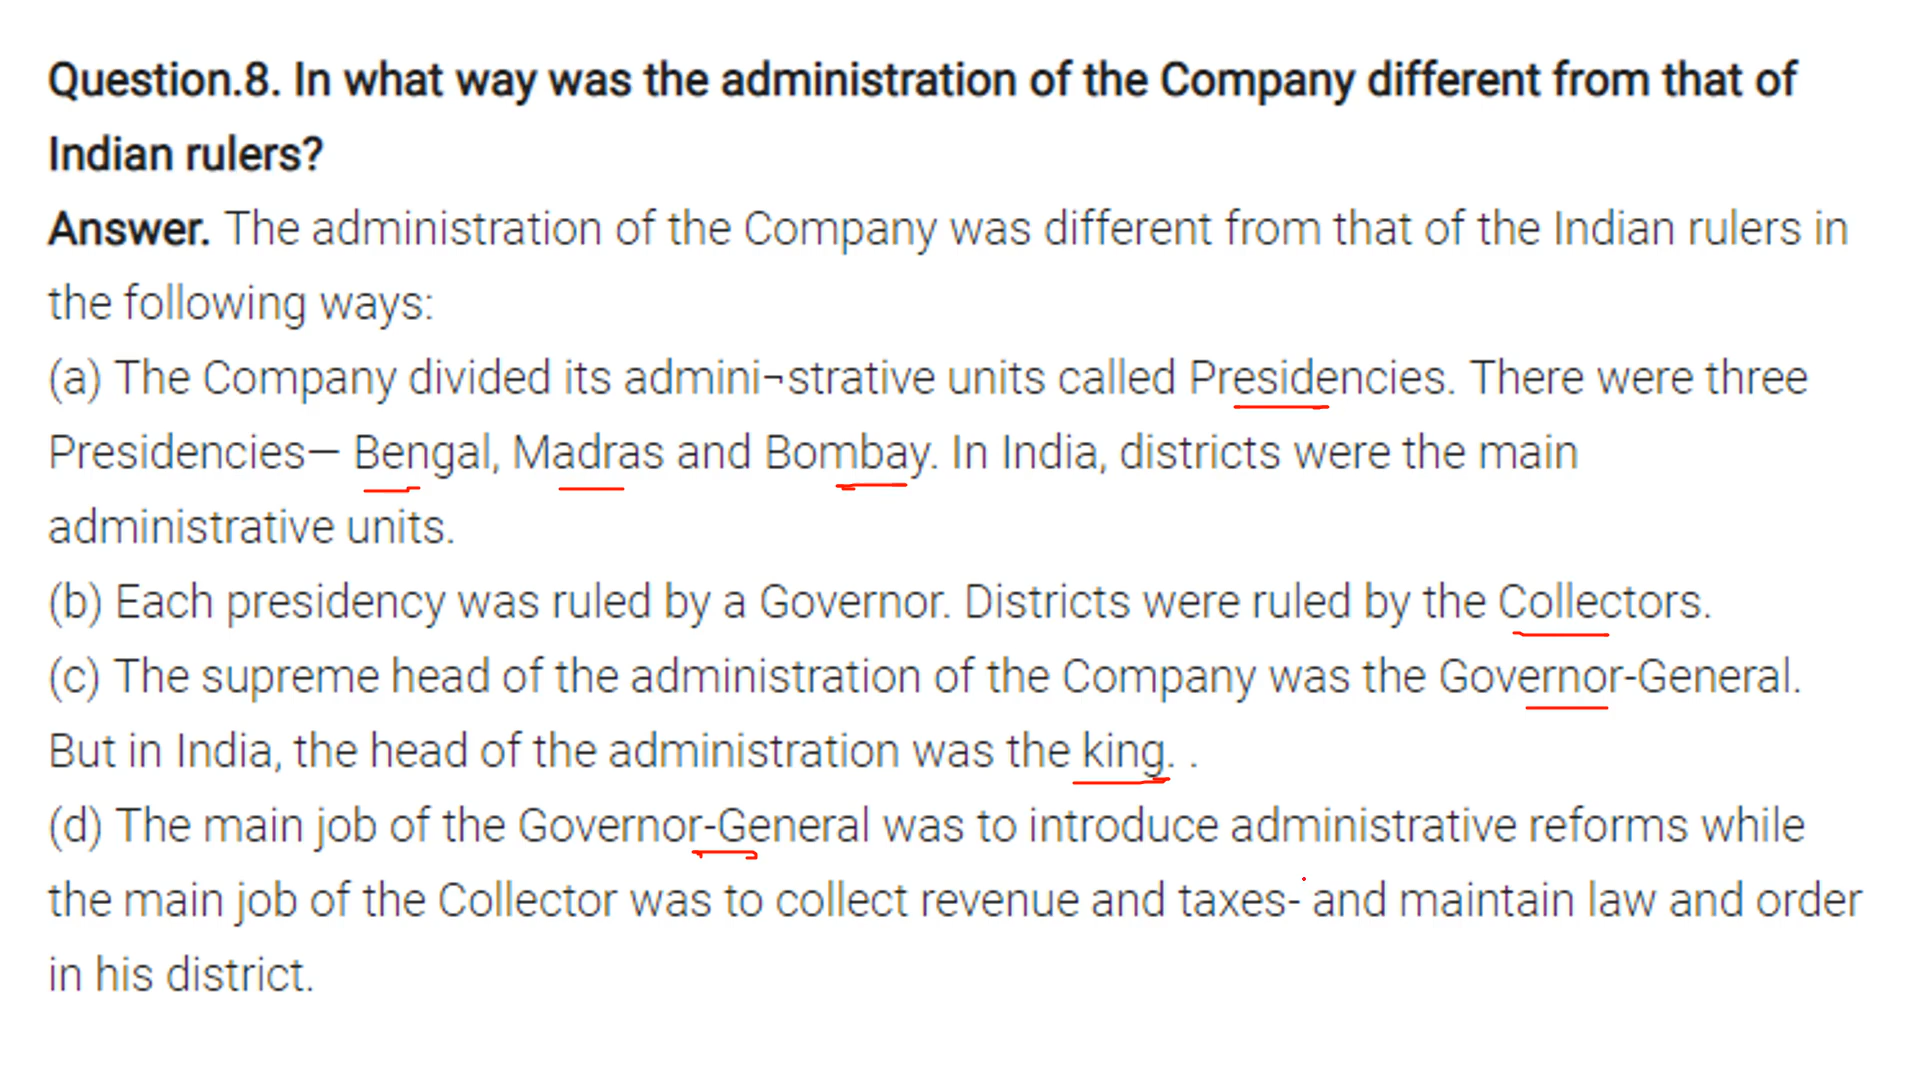 Question.8. In what way was the administration of the Company different from that of
Indian rulers?
Answer. The administration of the Company was different from that of the Indian rulers in
the following ways:
(a) The Company divided its admini¬strative units called Presidencies. There were three
Presidencies— Bengal, Madras and Bombay. In India, districts were the main
administrative units.
(b) Each presidency was ruled by a Governor. Districts were ruled by the Collectors.
(c) The supreme head of the administration of the Company was the Governor-General.
But in India, the head of the administration was the king. .
(d) The main job of the Governor-General was to introduce administrative reforms while
the main job of the Collector was to collect revenue and taxes- and maintain law and order
in his district.